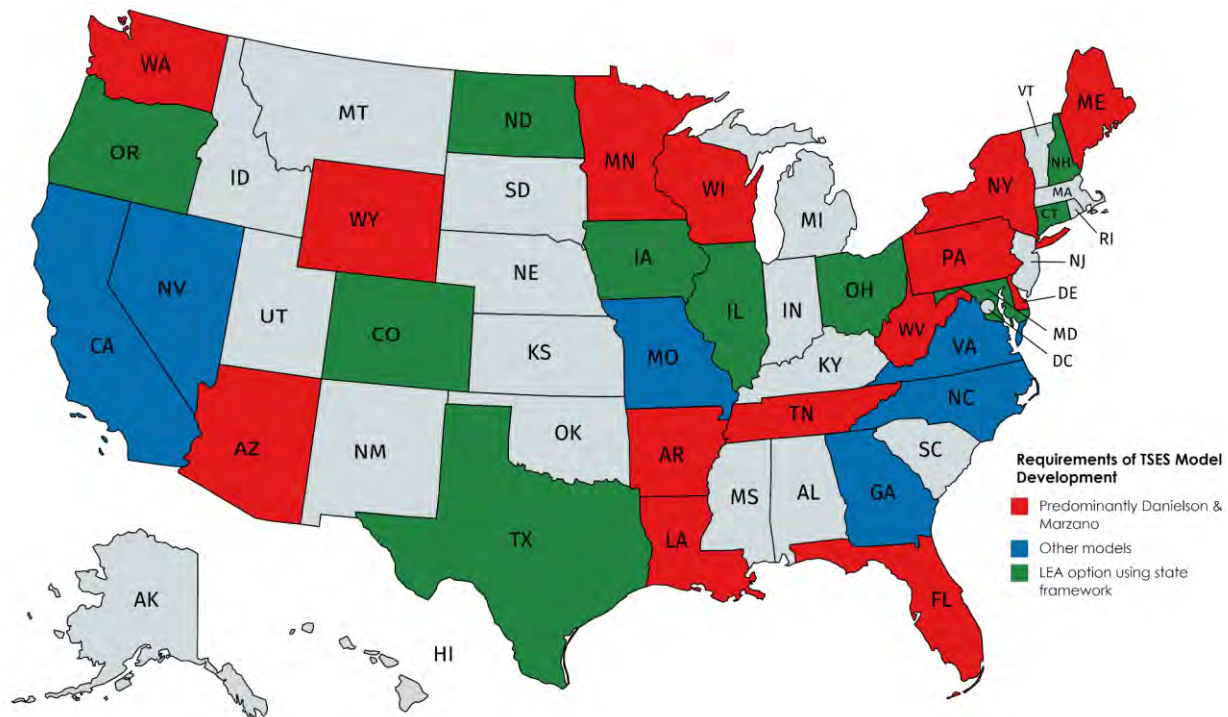 WA
MT
ND
MN
VT
ME
OR
ID
SD
WI
NY
NH
WY
MI
MA
CT
RI
IA
NE
PA
NJ
NV
UT
IL
IN
OH
DE
CO
CA
KS
MO
WV
VA
MD
KY
DC
NC
TN
AZ
NM
OK
AR
SC
MS
AL
GA
TX
LA
FL
AK
HI
Requirements of TSES Model
Development
Predominantly Danielson &
Marzano
Other models
LEA option using state
framework